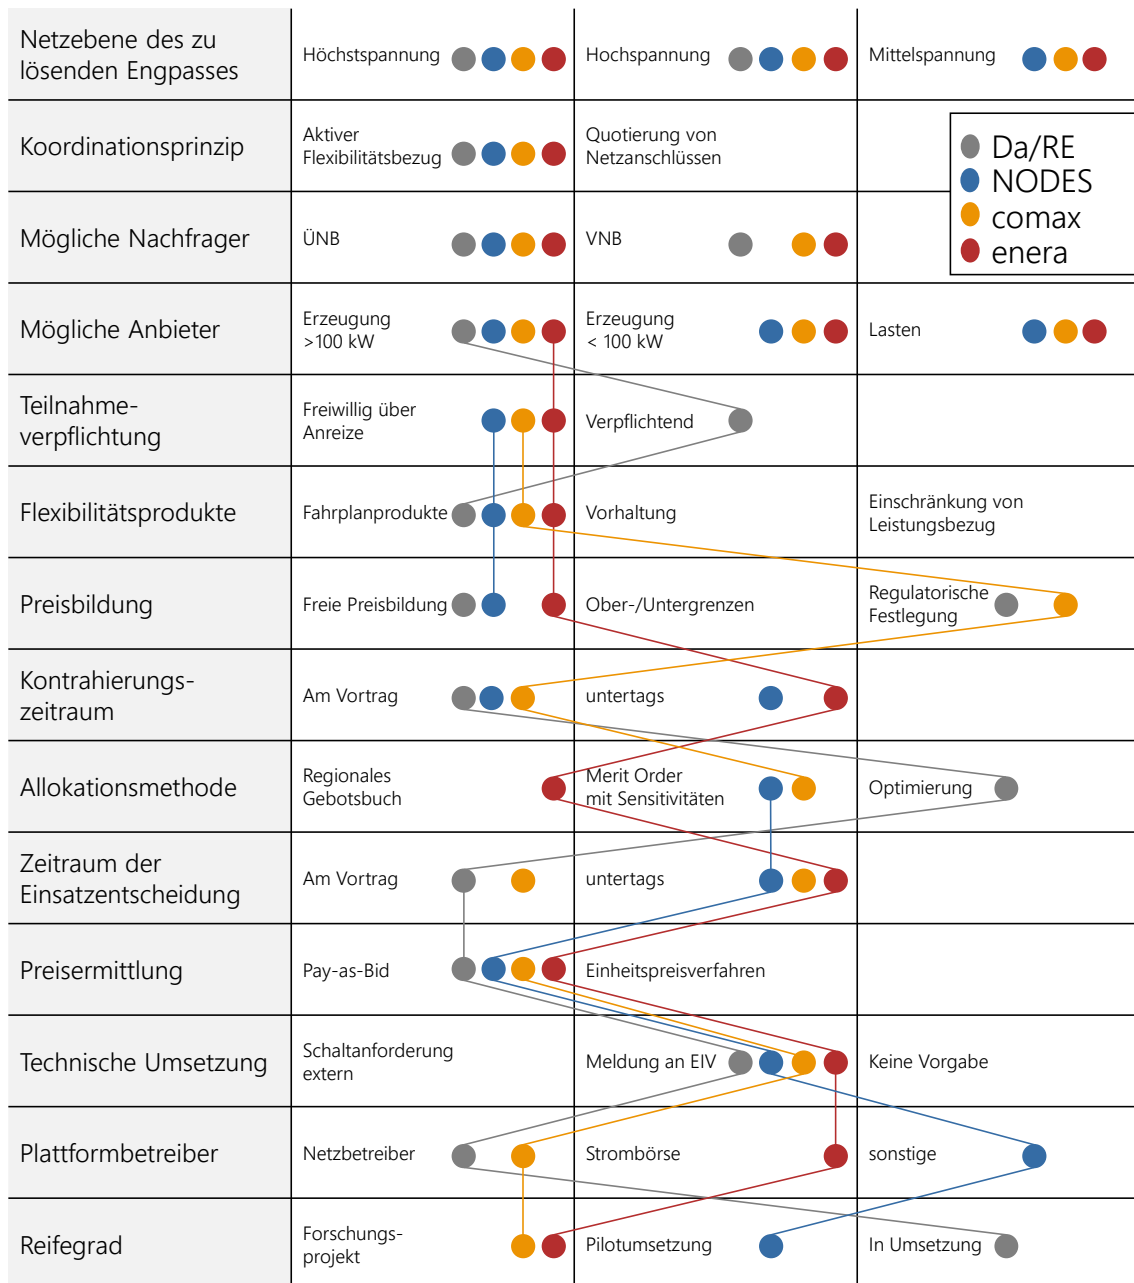 Netzebene des zu
lösenden Engpasses
Höchstspannung
Hochspannung
Mittelspannung
Koordinationsprinzip
Aktiver
Flexibilitätsbezug
Quotierung von
Netzanschlüssen
Da/RE
NODES
comax
enera
Mögliche Nachfrager
ÜNB
VNB
Mögliche Anbieter
Erzeugung
>100 kW
Erzeugung
< 100 kW
Lasten
Teilnahme-
verpflichtung
Freiwillig über
Anreize
Verpflichtend
Flexibilitätsprodukte
Fahrplanprodukte
Vorhaltung
Einschränkung von
Leistungsbezug
Preisbildung
Freie Preisbildung
Ober-/Untergrenzen
Regulatorische
Festlegung
Kontrahierungs-
zeitraum
Am Vortrag
untertags
Allokationsmethode
Regionales
Gebotsbuch
Merit Order
mit Sensitivitäten
Optimierung
Zeitraum der
Einsatzentscheidung
Am Vortrag
untertags
Preisermittlung
Pay-as-Bid
Einheitspreisverfahren
Technische Umsetzung
Schaltanforderung
extern
Meldung an EIV
Keine Vorgabe
Plattformbetreiber
Netzbetreiber
Strombörse
sonstige
Reifegrad
Forschungs-
projekt
Pilotumsetzung
In Umsetzung